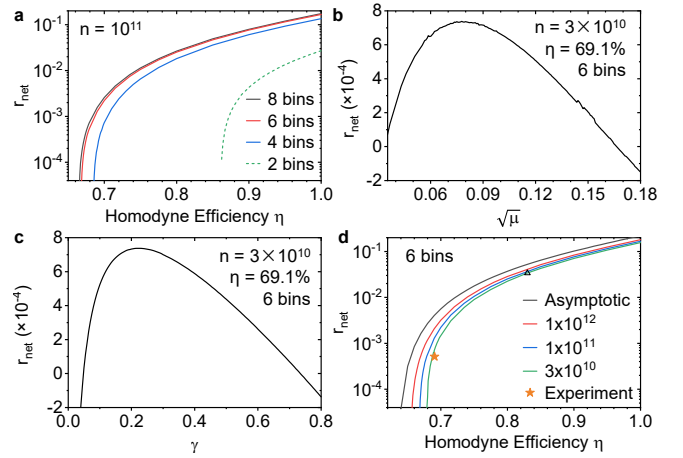 a
n = 10¹¹
r_net
10⁻¹
10⁻²
10⁻³
10⁻⁴
8 bins
6 bins
4 bins
2 bins
0.7 0.8 0.9 1.0
Homodyne Efficiency η
b
n = 3×10¹⁰
η = 69.1%
6 bins
r_net (×10⁻⁴)
8
6
4
2
0
-2
0.06 0.09 0.12 0.15 0.18
√μ
c
n = 3×10¹⁰
η = 69.1%
6 bins
r_net (×10⁻⁴)
8
6
4
2
0
-2
0.0 0.2 0.4 0.6 0.8
γ
d
6 bins
r_net
10⁻¹
10⁻²
10⁻³
10⁻⁴
Asymptotic
1x10¹²
1x10¹¹
3x10¹⁰
Experiment
0.7 0.8 0.9 1.0
Homodyne Efficiency η